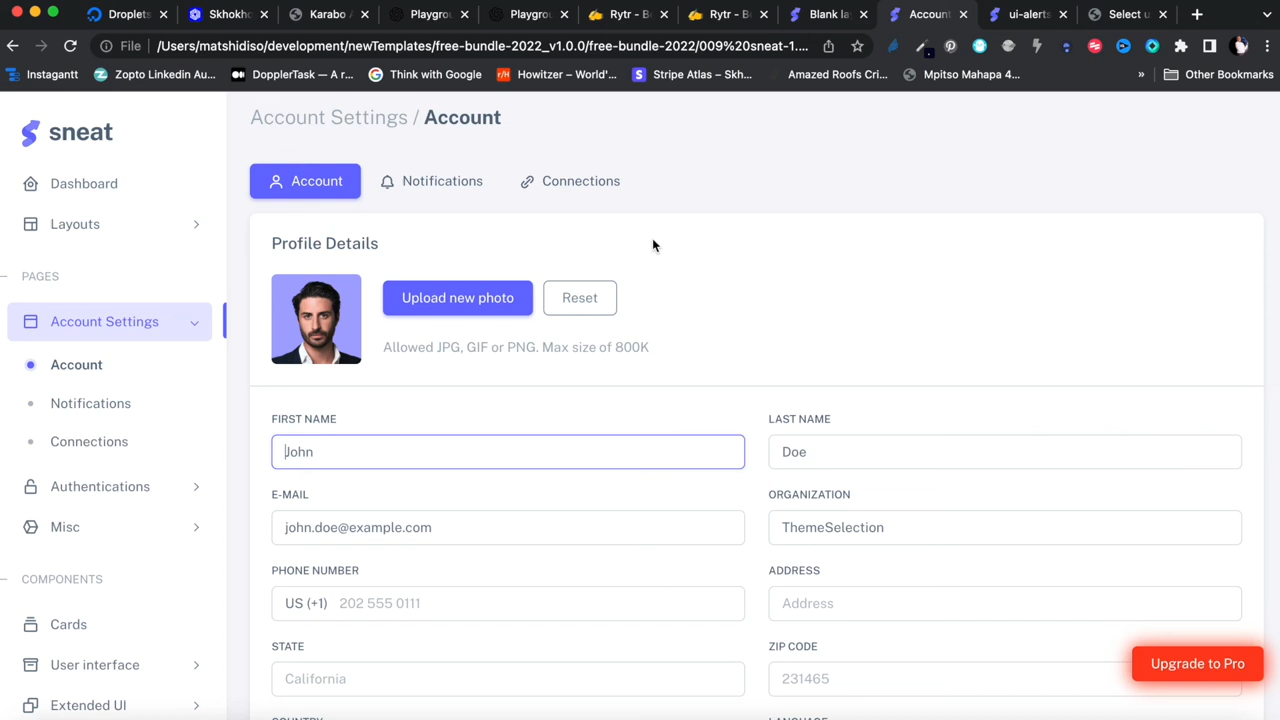 Droplets
Skhokho
Karabo
Playgrou
Playgrou
Rytr - Be
Rytr - Be
Blank la
Accoun
ui-alerts
Select u
File
/Users/matshidiso/development/newTemplates/free-bundle-2022_v1.0.0/free-bundle-2022/009%20sneat-1....
Instagantt
Zopto Linkedin Au...
DopplerTask — A r...
Think with Google
Howitzer – World'...
Stripe Atlas – Skh...
Amazed Roofs Cri...
Mpitso Mahapa 4...
»
Other Bookmarks
sneat
Dashboard
Layouts
PAGES
Account Settings
Account
Notifications
Connections
Authentications
Misc
COMPONENTS
Cards
User interface
Extended UI
Account Settings / Account
Account
Notifications
Connections
Profile Details
Upload new photo
Reset
Allowed JPG, GIF or PNG. Max size of 800K
FIRST NAME
John
LAST NAME
Doe
E-MAIL
john.doe@example.com
ORGANIZATION
ThemeSelection
PHONE NUMBER
US (+1) 202 555 0111
ADDRESS
Address
STATE
California
ZIP CODE
231465
Upgrade to Pro